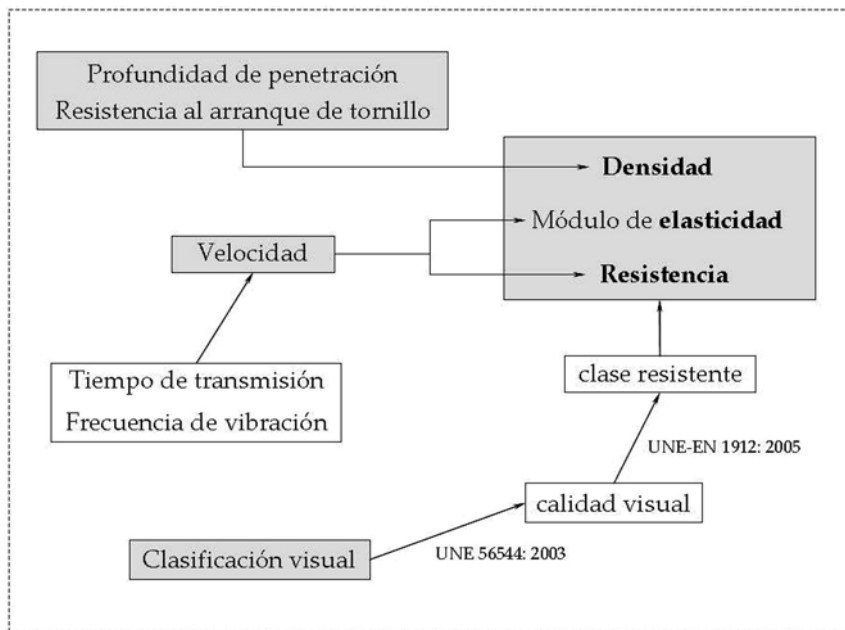 Profundidad de penetración
Resistencia al arranque de tornillo
Densidad
Módulo de elasticidad
Velocidad
Resistencia
Tiempo de transmisión
Frecuencia de vibración
clase resistente
UNE-EN 1912: 2005
calidad visual
Clasificación visual
UNE 56544: 2003